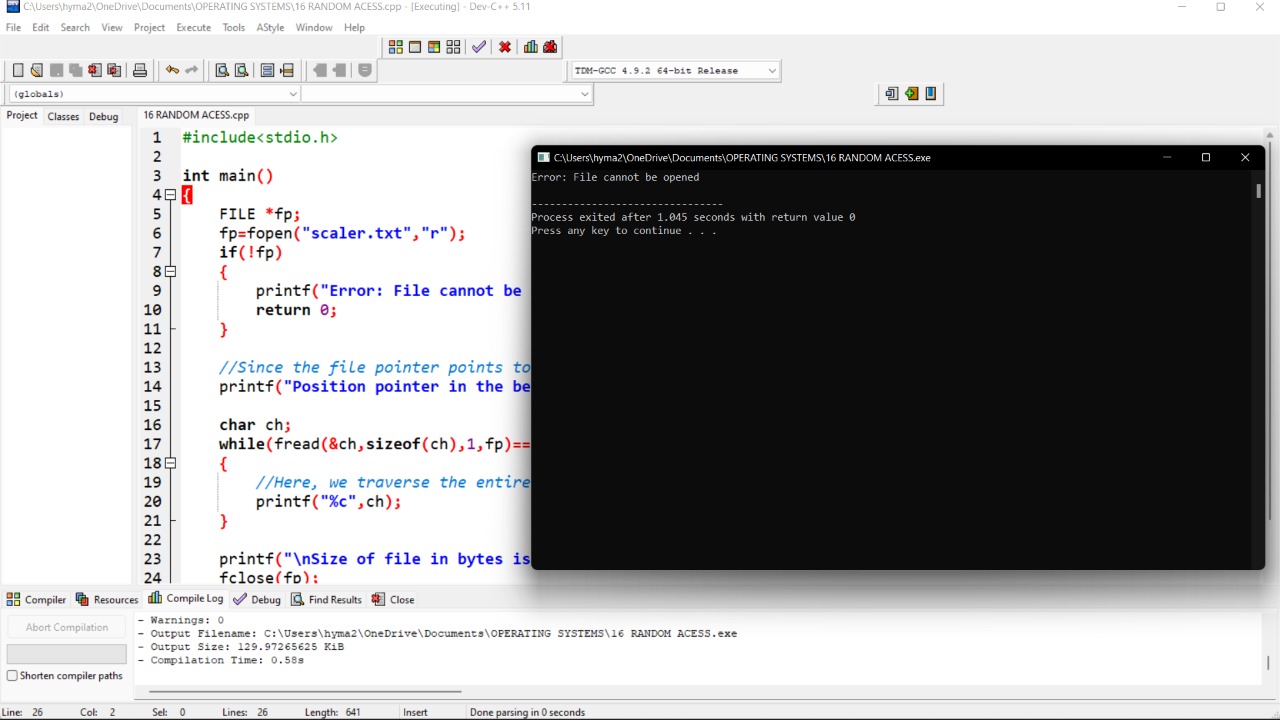 C:\Users\hyma2\OneDrive\Documents\OPERATING SYSTEMS\16 RANDOM ACESS.cpp - [Executing] - Dev-C++ 5.11
File Edit Search View Project Execute Tools AStyle Window Help
TDM-GCC 4.9.2 64-bit Release
(globals)
Project Classes Debug
16 RANDOM ACESS.cpp
1 #include<stdio.h>
2
3 int main()
4 {
5 FILE *fp;
6 fp=fopen("scaler.txt","r");
7 if(!fp)
8 {
9 printf("Error: File cannot be
10 return 0;
11 }
12
13 //Since the file pointer points to
14 printf("Position pointer in the be
15
16 char ch;
17 while(fread(&ch,sizeof(ch),1,fp)==
18 {
19 //Here, we traverse the entire
20 printf("%c",ch);
21 }
22
23 printf("\nSize of file in bytes is
24 fclose(fp);
C:\Users\hyma2\OneDrive\Documents\OPERATING SYSTEMS\16 RANDOM ACESS.exe
Error: File cannot be opened
--------------------------------
Process exited after 1.045 seconds with return value 0
Press any key to continue . . .
Compiler Resources Compile Log Debug Find Results Close
Abort Compilation
Shorten compiler paths
- Warnings: 0
- Output Filename: C:\Users\hyma2\OneDrive\Documents\OPERATING SYSTEMS\16 RANDOM ACESS.exe
- Output Size: 129.97265625 KiB
- Compilation Time: 0.58s
Line: 26 Col: 2 Sel: 0 Lines: 26 Length: 641 Insert Done parsing in 0 seconds